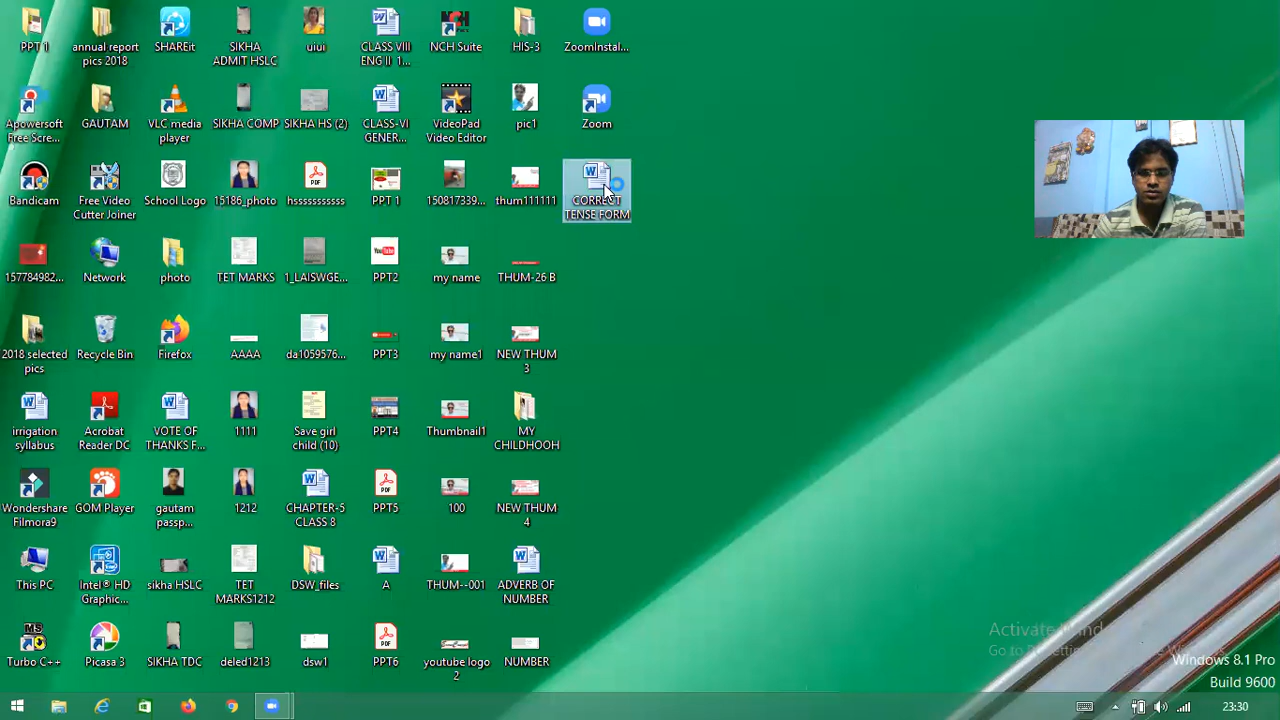 PPT 1
annual report
pics 2018
SHAREit
SIKHA
ADMIT HSLC
uiui
CLASS VIII
ENG II 1...
NCH Suite
HIS-3
ZoomInstal...
Apowersoft
Free Scre...
GAUTAM
VLC media
player
SIKHA COMP
SIKHA HS (2)
CLASS-VI
GENER...
VideoPad
Video Editor
pic1
Zoom
Bandicam
Free Video
Cutter Joiner
School Logo
15186_photo
hsssssssssss
PPT 1
150817339...
thum111111
CORRECT
TENSE FORM
157784982...
Network
photo
TET MARKS
1_LAISWGE...
PPT2
my name
THUM-26 B
2018 selected
pics
Recycle Bin
Firefox
AAAA
da1059576...
PPT3
my name1
NEW THUM
3
irrigation
syllabus
Acrobat
Reader DC
VOTE OF
THANKS F...
1111
Save girl
child (10)
PPT4
Thumbnail1
MY
CHILDHOOH
Wondershare
Filmora9
GOM Player
gautam
passp...
1212
CHAPTER-5
CLASS 8
PPT5
100
NEW THUM
4
This PC
Intel® HD
Graphic...
sikha HSLC
TET
MARKS1212
DSW_files
A
THUM--001
ADVERB OF
NUMBER
Turbo C++
Picasa 3
SIKHA TDC
deled1213
dsw1
PPT6
youtube logo
2
NUMBER
Activate Wind
Windows 8.1 Pro
Build 9600
23:30